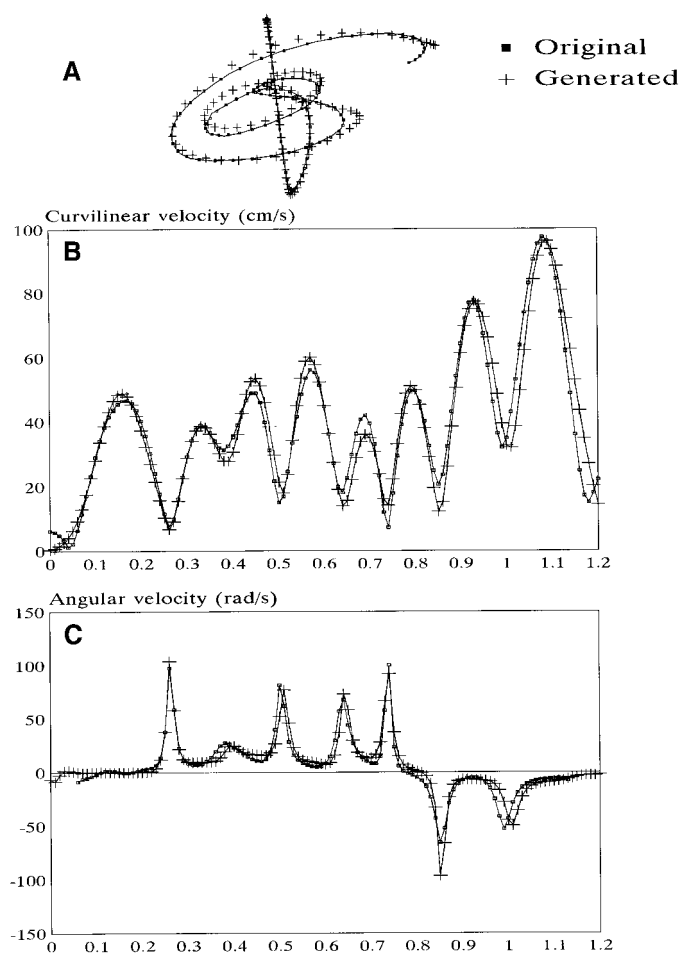 A
Original
Generated
Curvilinear velocity (cm/s)
B
100
80
60
40
20
0
0 0.1 0.2 0.3 0.4 0.5 0.6 0.7 0.8 0.9 1 1.1 1.2
Angular velocity (rad/s)
C
150
100
50
0
-50
-100
-150
0 0.1 0.2 0.3 0.4 0.5 0.6 0.7 0.8 0.9 1 1.1 1.2